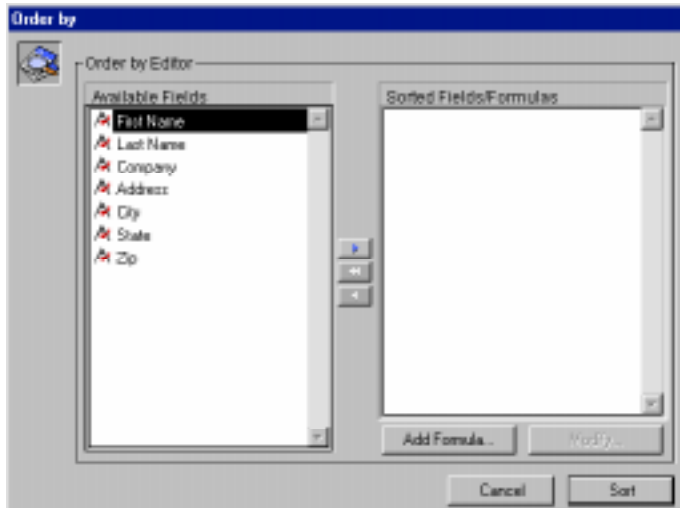 Order by
Order by Editor
Available Fields
Sorted Fields/Formulas
First Name
Last Name
Company
Address
City
State
Zip
Add Formula...
Modify...
Cancel
Sort